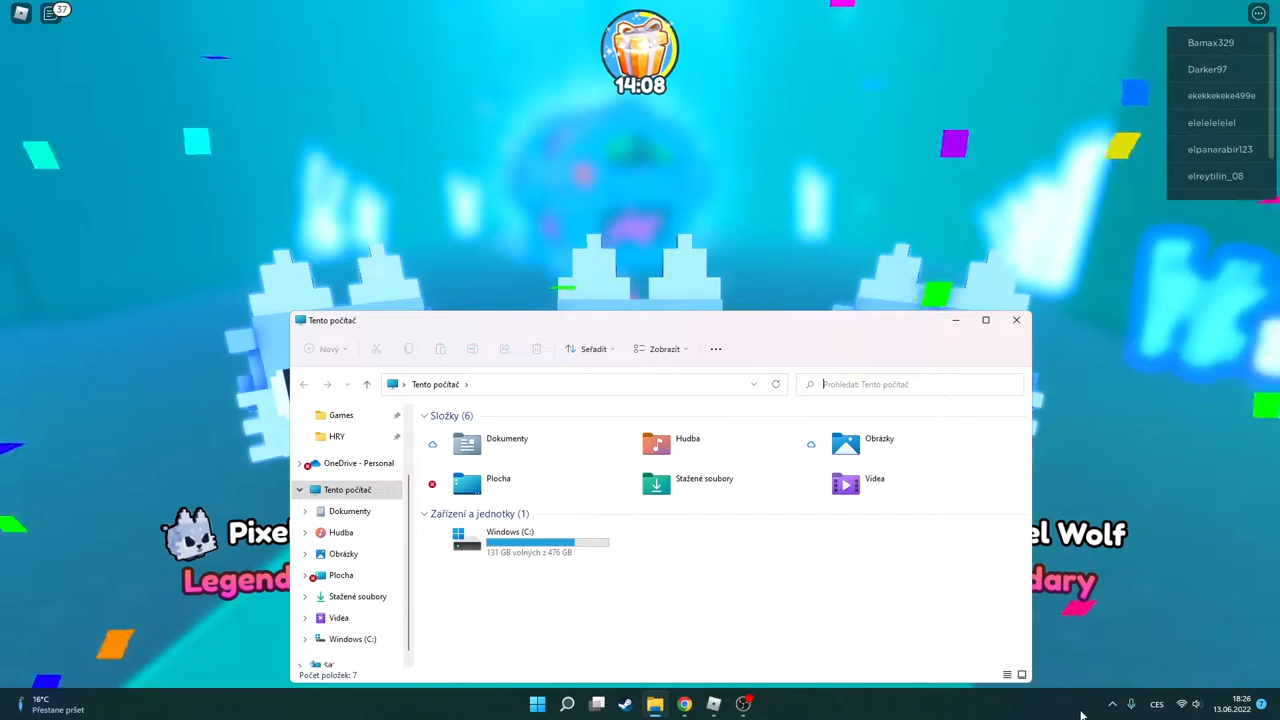 37
14:08
Bamax329
Darker97
ekekkekeke499e
elelelelelel
elpanarabir123
elreytilin_08
Tento počítač
Nový
Seřadit
Zobrazit
Tento počítač
Prohledat: Tento počítač
Games
HRY
OneDrive - Personal
Tento počítač
Dokumenty
Hudba
Obrázky
Plocha
Stažené soubory
Videa
Windows (C:)
Složky (6)
Dokumenty
Hudba
Obrázky
Plocha
Stažené soubory
Videa
Zařízení a jednotky (1)
Windows (C:)
131 GB volných z 476 GB
Počet položek: 7
Pixe
Legend
el Wolf
dary
16°C
Přestane pršet
CES
18:26
13.06.2022
7